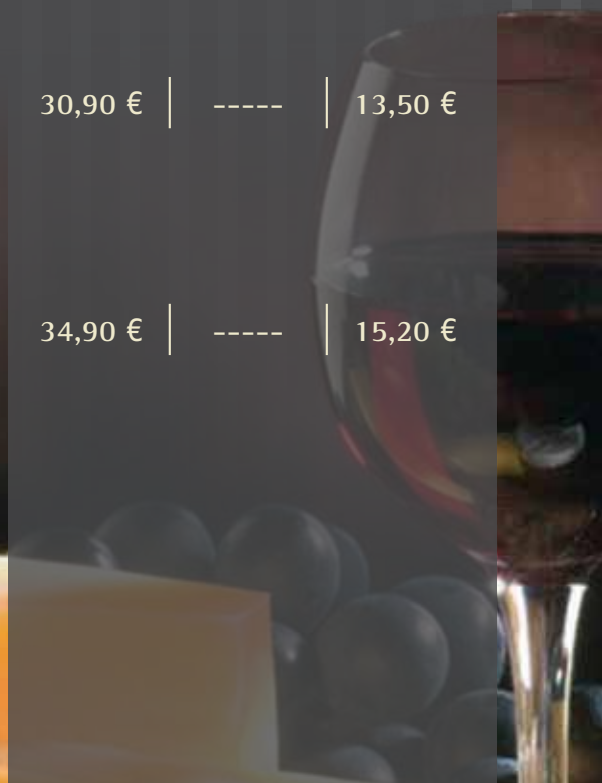 30,90 € | ----- | 13,50 €
34,90 € | ----- | 15,20 €